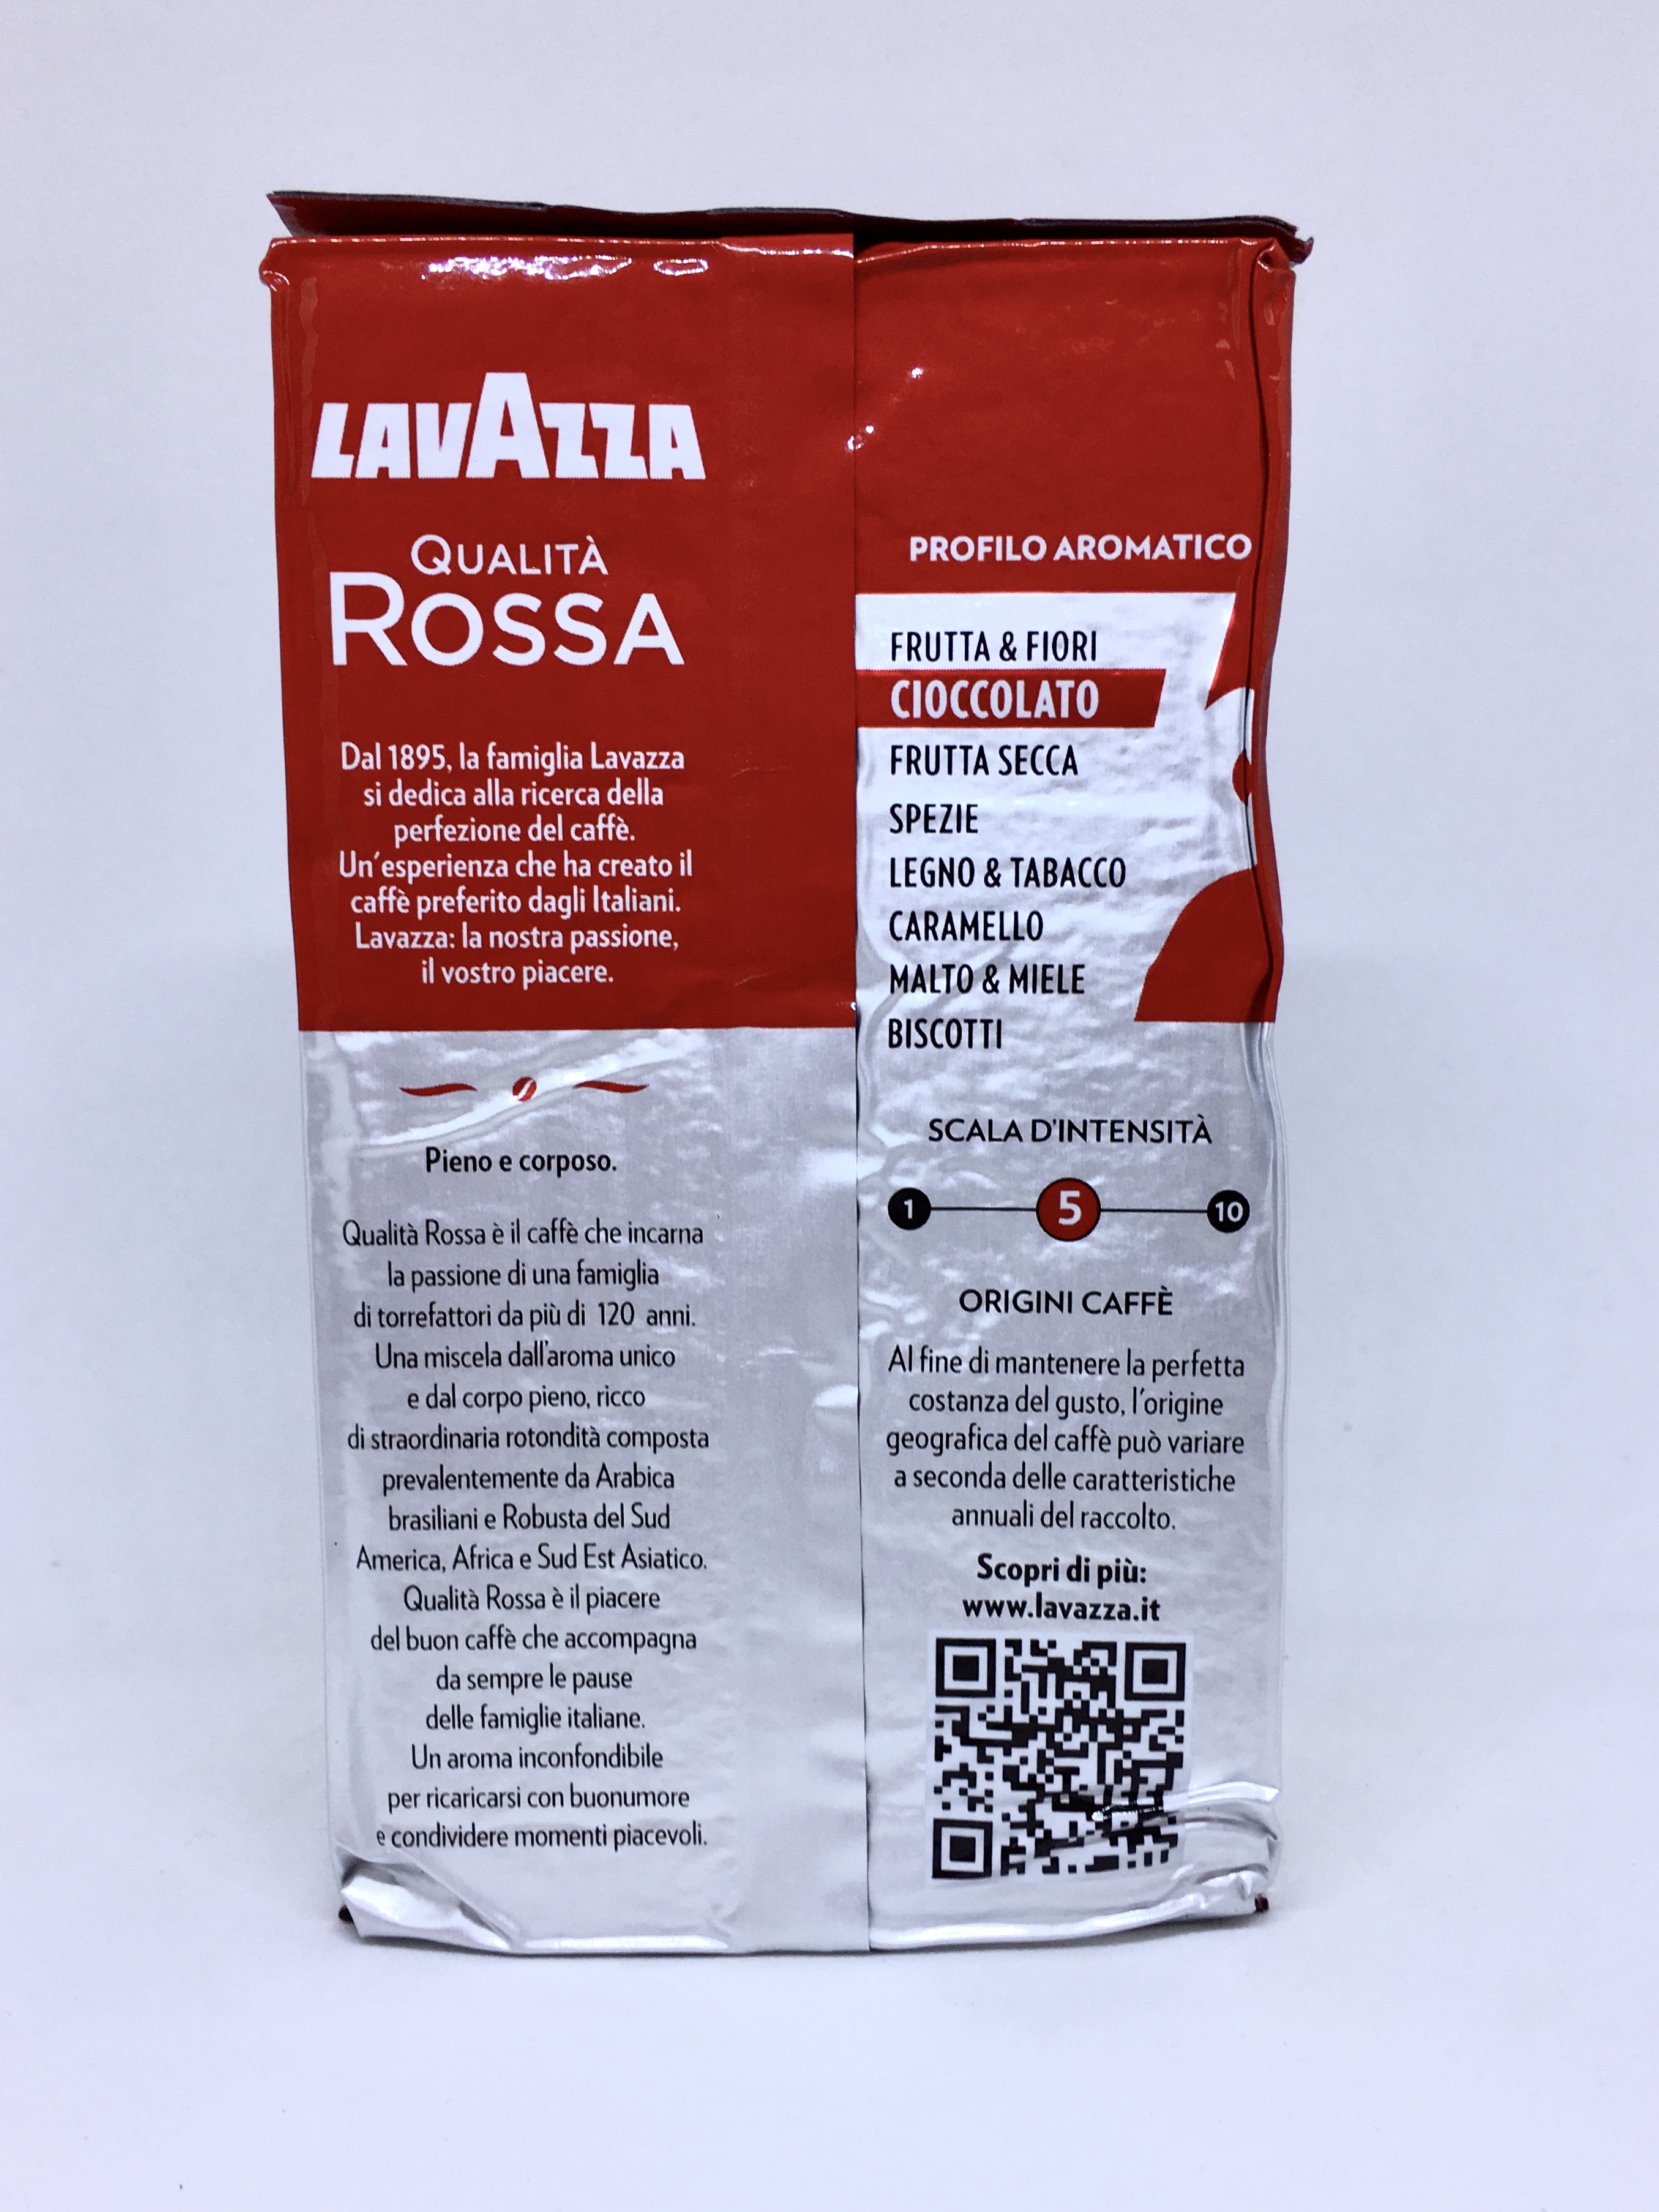 LAVAZZA
QUALITÀ
ROSSA
Dal 1895, la famiglia Lavazza
si dedica alla ricerca della
perfezione del caffè.
Un'esperienza che ha creato il
caffè preferito dagli Italiani.
Lavazza: la nostra passione,
il vostro piacere.
Pieno e corposo.
Qualità Rossa è il caffè che incarna
la passione di una famiglia
di torrefattori da più di 120 anni.
Una miscela dall'aroma unico
e dal corpo pieno, ricco
di straordinaria rotondità composta
prevalentemente da Arabica
brasiliani e Robusta del Sud
America, Africa e Sud Est Asiatico.
Qualità Rossa è il piacere
del buon caffè che accompagna
da sempre le pause
delle famiglie italiane.
Un aroma inconfondibile
per ricaricarsi con buonumore
e condividere momenti piacevoli.
PROFILO AROMATICO
FRUTTA & FIORI
CIOCCOLATO
FRUTTA SECCA
SPEZIE
LEGNO & TABACCO
CARAMELLO
MALTO & MIELE
BISCOTTI
SCALA D'INTENSITÀ
1 5 10
ORIGINI CAFFÈ
Al fine di mantenere la perfetta
costanza del gusto, l'origine
geografica del caffè può variare
a seconda delle caratteristiche
annuali del raccolto.
Scopri di più:
www.lavazza.it